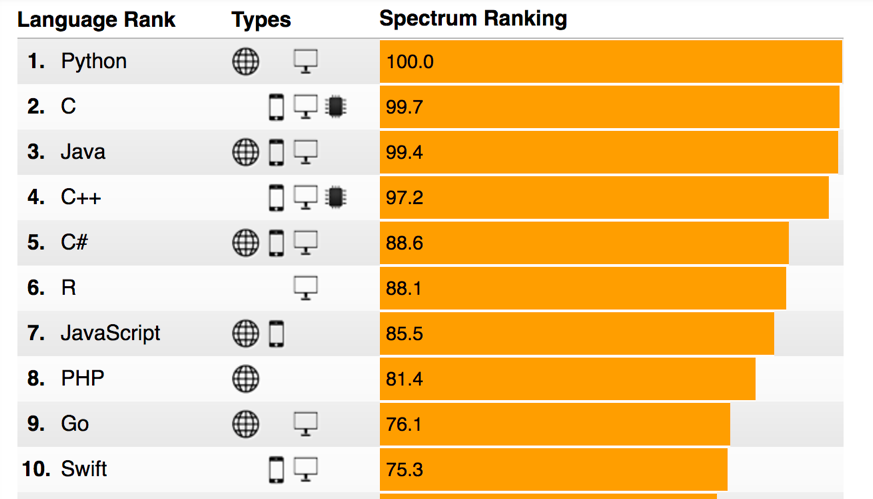 Language Rank Types Spectrum Ranking
1. Python 100.0
2. C 99.7
3. Java 99.4
4. C++ 97.2
5. C# 88.6
6. R 88.1
7. JavaScript 85.5
8. PHP 81.4
9. Go 76.1
10. Swift 75.3